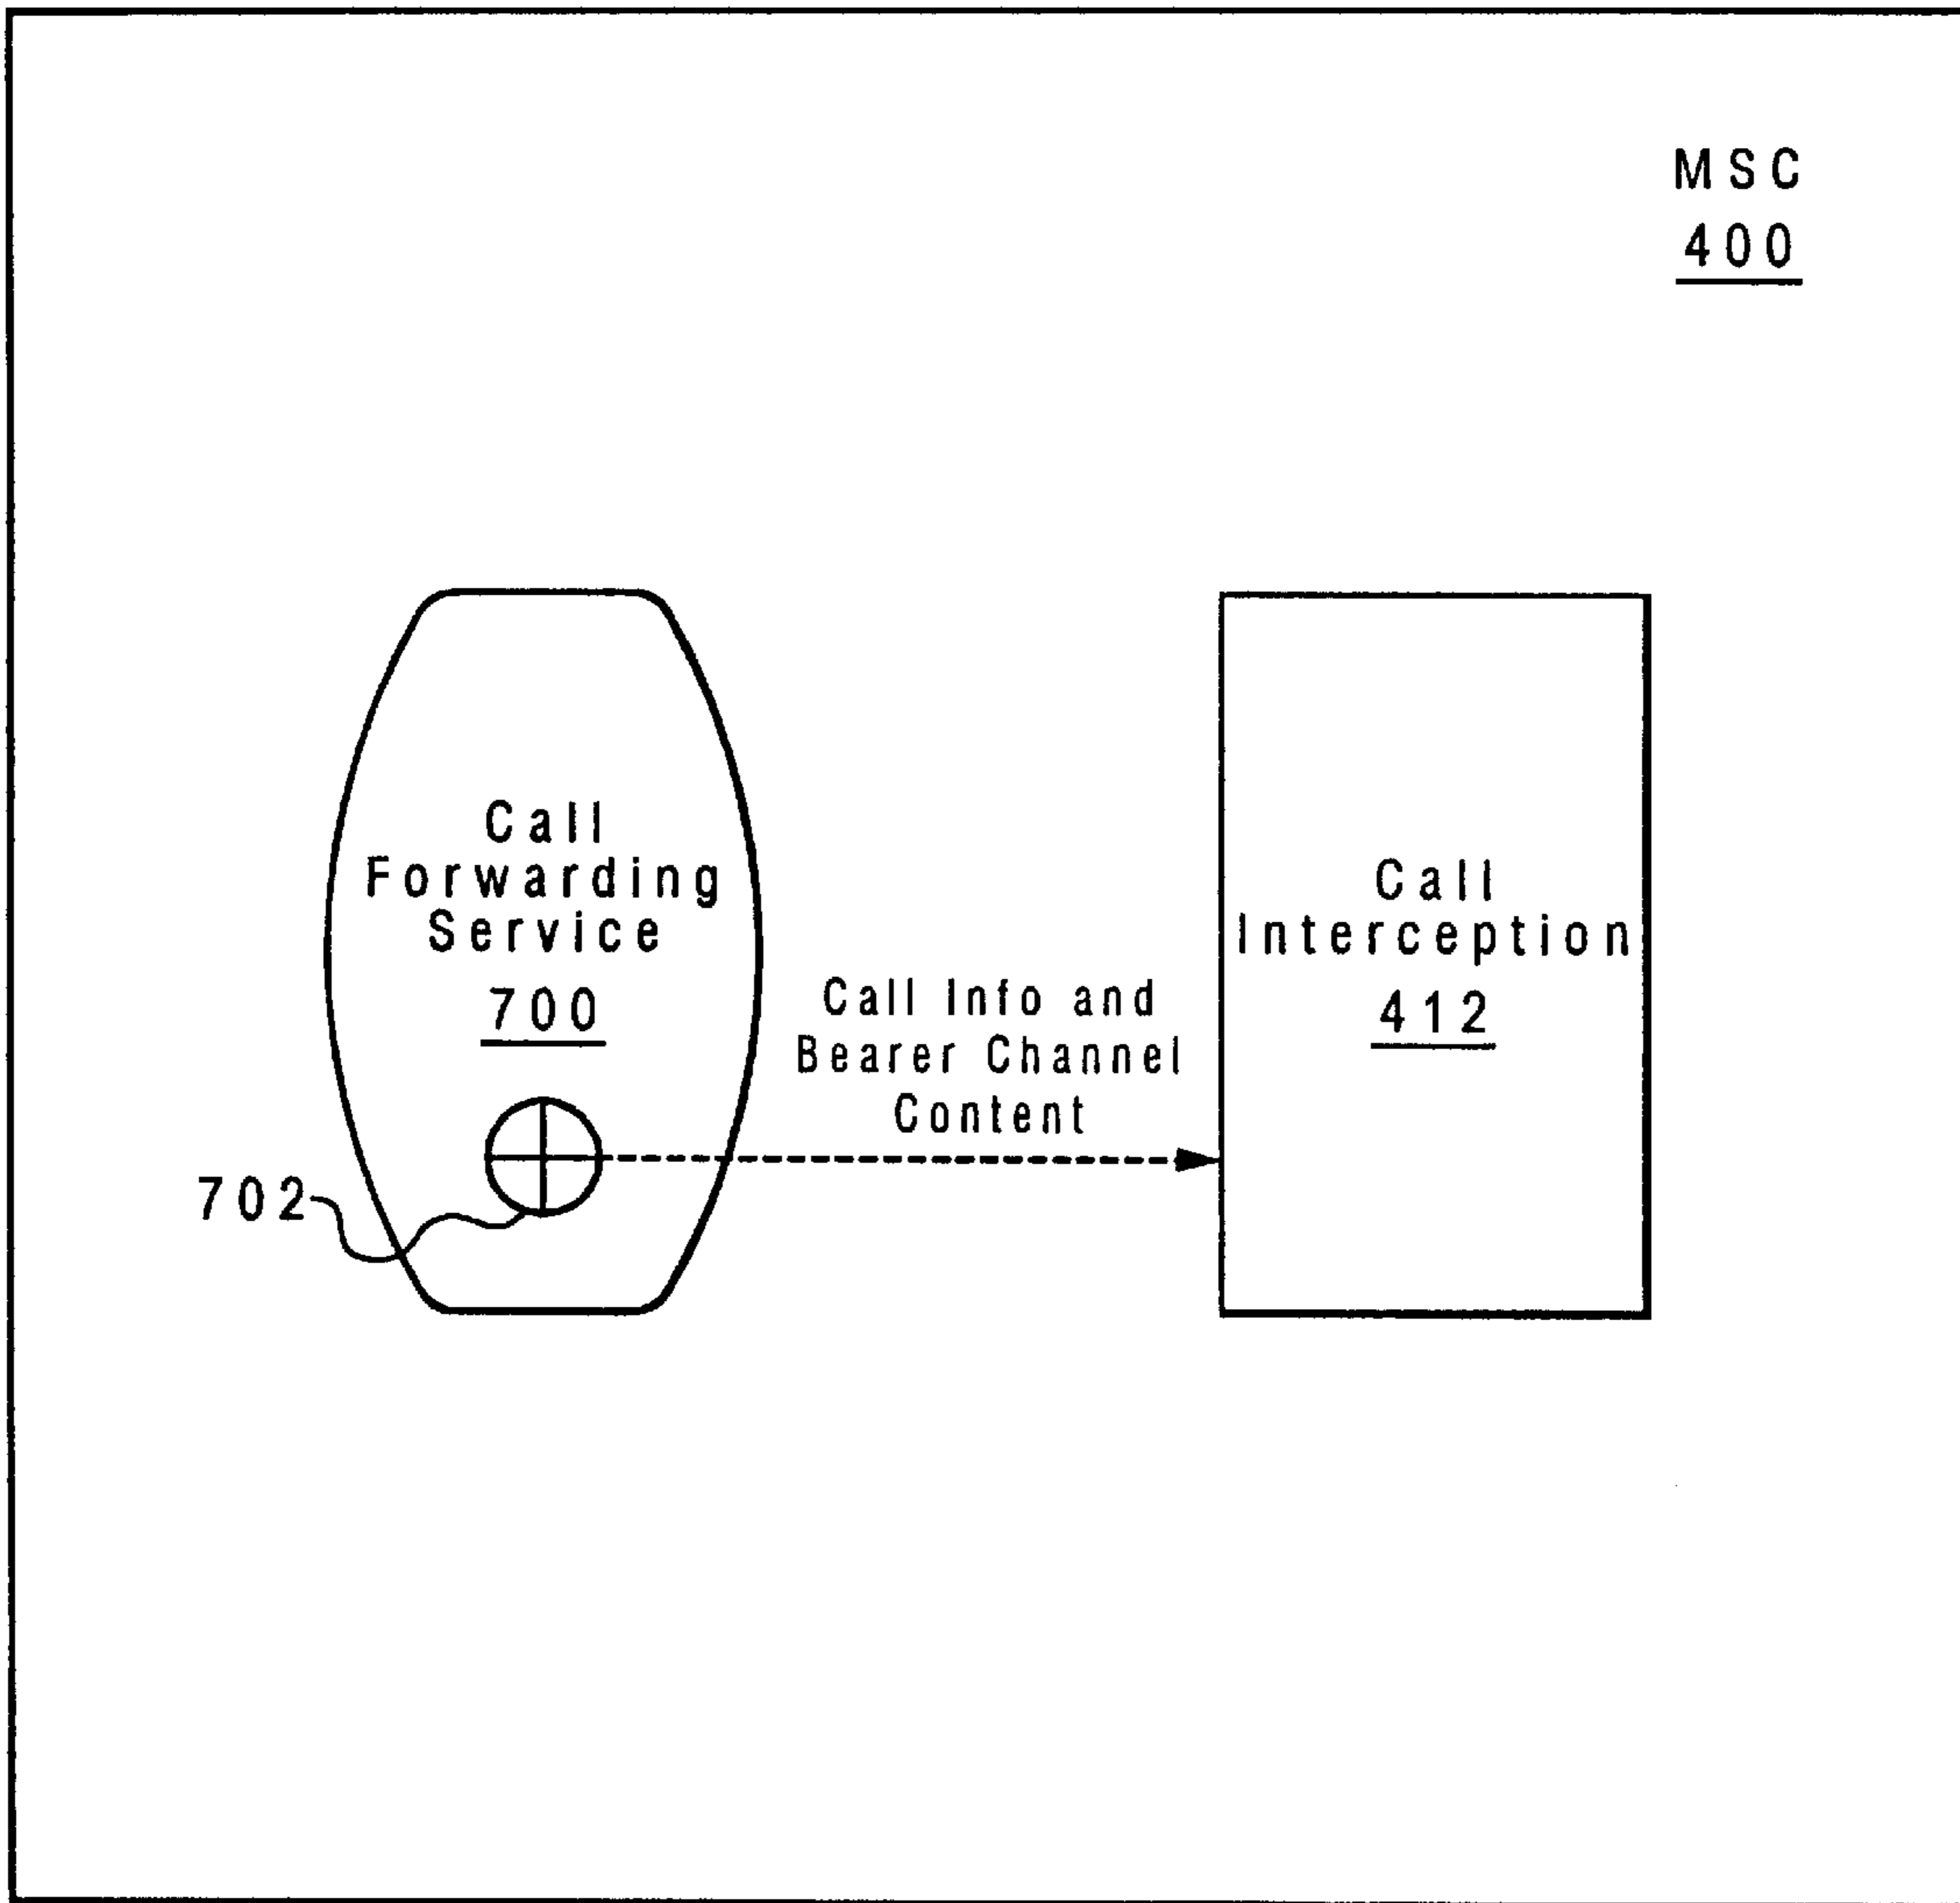 MSC
400
Call
Forwarding
Service
700
Call Info and
Bearer Channel
Content
Call
Interception
412
702